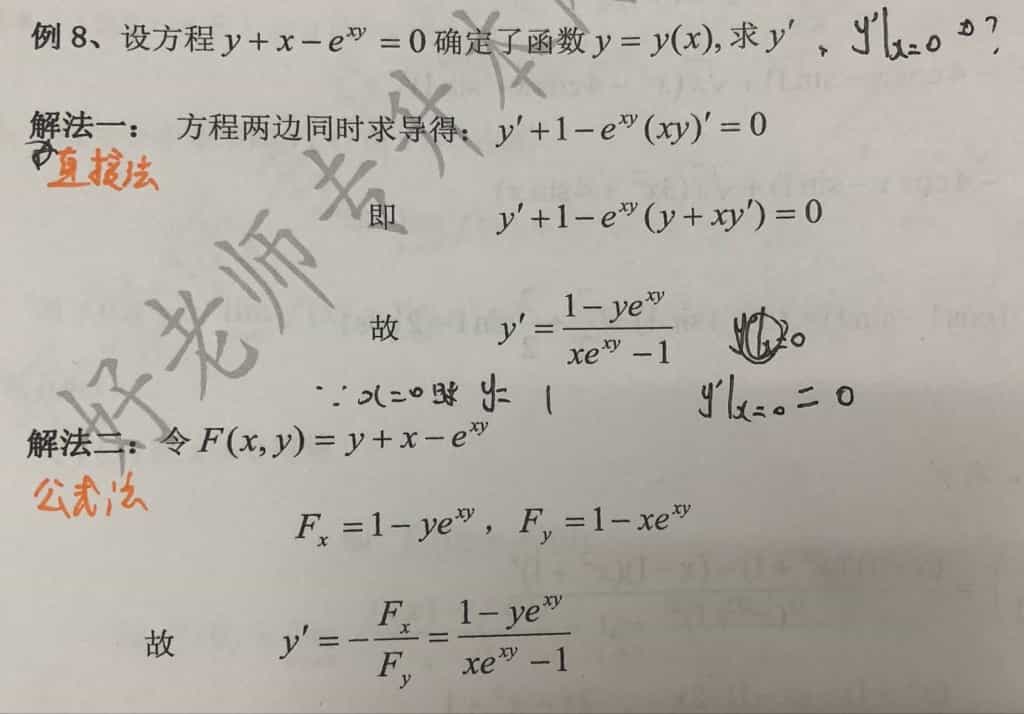 例8、设方程 y + x − e^{xy} = 0 确定了函数 y = y(x), 求 y′ 、y′|_{x=0} = ?
解法一： 方程两边同时求导得： y′ + 1 − e^{xy}(xy)′ = 0
直接法
即 y′ + 1 − e^{xy}(y + xy′) = 0
故 y′ = \frac{1 − ye^{xy}}{xe^{xy} − 1}
∵ x=0时 y= 1 y′|_{x=0} = 0
解法二：令 F(x, y) = y + x − e^{xy}
公式法
F_x = 1 − ye^{xy}, F_y = 1 − xe^{xy}
故 y′ = −\frac{F_x}{F_y} = \frac{1 − ye^{xy}}{xe^{xy} − 1}
好老师专升本